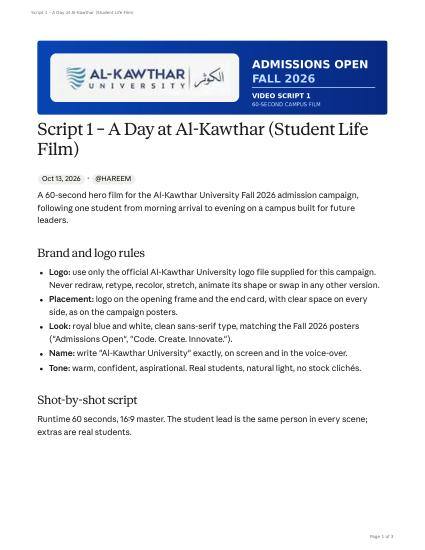 Script 1 – A Day at Al-Kawthar (Student Life Film)
AL-KAWTHAR
UNIVERSITY
الكوثر
ADMISSIONS OPEN
FALL 2026
VIDEO SCRIPT 1
60-SECOND CAMPUS FILM
Script 1 – A Day at Al-Kawthar (Student Life
Film)
Oct 13, 2026 • @HAREEM
A 60-second hero film for the Al-Kawthar University Fall 2026 admission campaign,
following one student from morning arrival to evening on a campus built for future
leaders.
Brand and logo rules
• Logo: use only the official Al-Kawthar University logo file supplied for this campaign.
Never redraw, retype, recolor, stretch, animate its shape or swap in any other version.
• Placement: logo on the opening frame and the end card, with clear space on every
side, as on the campaign posters.
• Look: royal blue and white, clean sans-serif type, matching the Fall 2026 posters
("Admissions Open", "Code. Create. Innovate.").
• Name: write "Al-Kawthar University" exactly, on screen and in the voice-over.
• Tone: warm, confident, aspirational. Real students, natural light, no stock clichés.
Shot-by-shot script
Runtime 60 seconds, 16:9 master. The student lead is the same person in every scene;
extras are real students.
Page 1 of 3